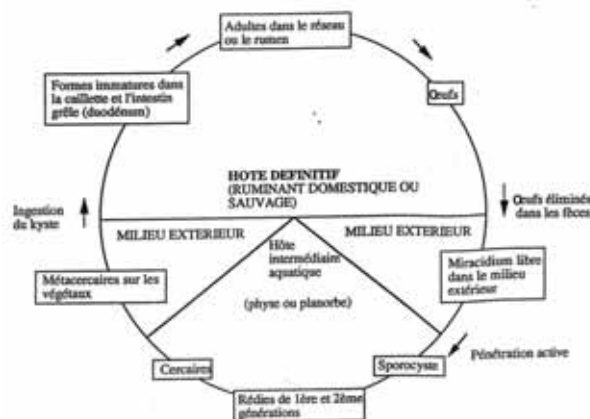 Adultes dans le réseau
ou le rumen
Formes immatures dans
la caillette et l'intestin
grêle (duodénum)
Œufs
HOTE DEFINITIF
(RUMINANT DOMESTIQUE OU
SAUVAGE)
Ingestion
du kyste
Œufs éliminés
dans les fèces
MILIEU EXTERIEUR
MILIEU EXTERIEUR
Hôte
intermédiaire
aquatique
Métacercaires sur les
végétaux
Miracidium libre
dans le milieu
extérieur
(physe ou planorbe)
Pénétration active
Cercaires
Sporocyste
Rédies de 1ère et 2ème
générations